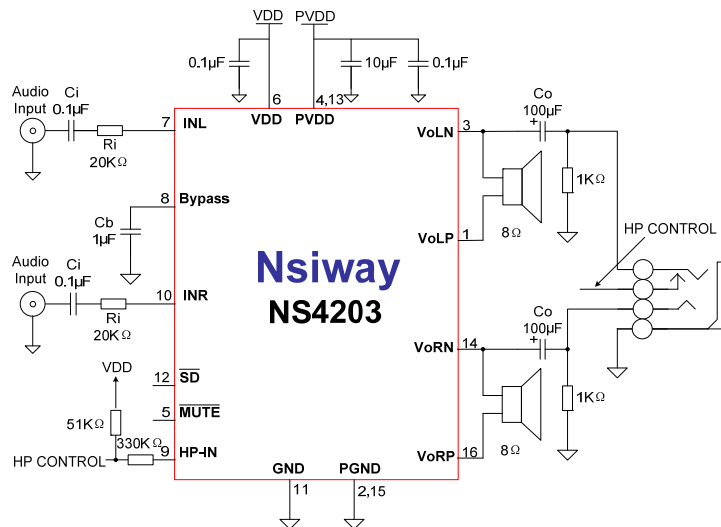 VDD PVDD
0.1µF 10µF 0.1µF
6 4,13
VDD PVDD
Audio
Input
Ci
0.1µF
Ri
20KΩ
7 INL
8 Bypass
Cb
1µF
Audio
Input
Ci
0.1µF
Ri
20KΩ
10 INR
VDD
12 SD
51KΩ
5 MUTE
330KΩ
HP CONTROL
9 HP-IN
Nsiway
NS4203
GND PGND
11 2,15
VoLN 3
Co
100µF
+
1KΩ
VoLP 1
8Ω
HP CONTROL
VoRN 14
Co
100µF
+
1KΩ
VoRP 16
8Ω